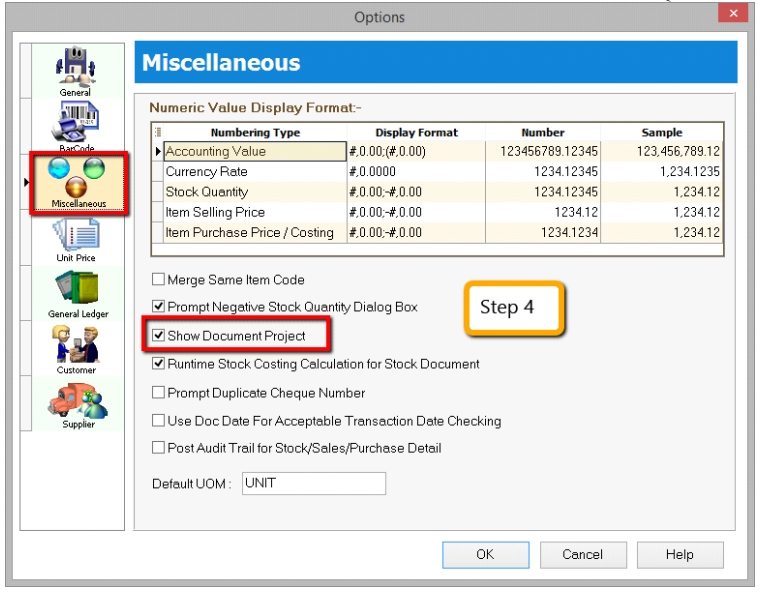 Options
×
General
BarCode
Miscellaneous
Unit Price
General Ledger
Customer
Supplier
Miscellaneous
Numeric Value Display Format:-
Numbering Type Display Format Number Sample
Accounting Value #,0.00;(#,0.00) 123456789.12345 123,456,789.12
Currency Rate #,0.0000 1234.12345 1,234.1235
Stock Quantity #,0.00;-#,0.00 1234.12345 1,234.12
Item Selling Price #,0.00;-#,0.00 1234.12 1,234.12
Item Purchase Price / Costing #,0.00;-#,0.00 1234.1234 1,234.12
Merge Same Item Code
Prompt Negative Stock Quantity Dialog Box
Step 4
Show Document Project
Runtime Stock Costing Calculation for Stock Document
Prompt Duplicate Cheque Number
Use Doc Date For Acceptable Transaction Date Checking
Post Audit Trail for Stock/Sales/Purchase Detail
Default UOM : UNIT
OK Cancel Help